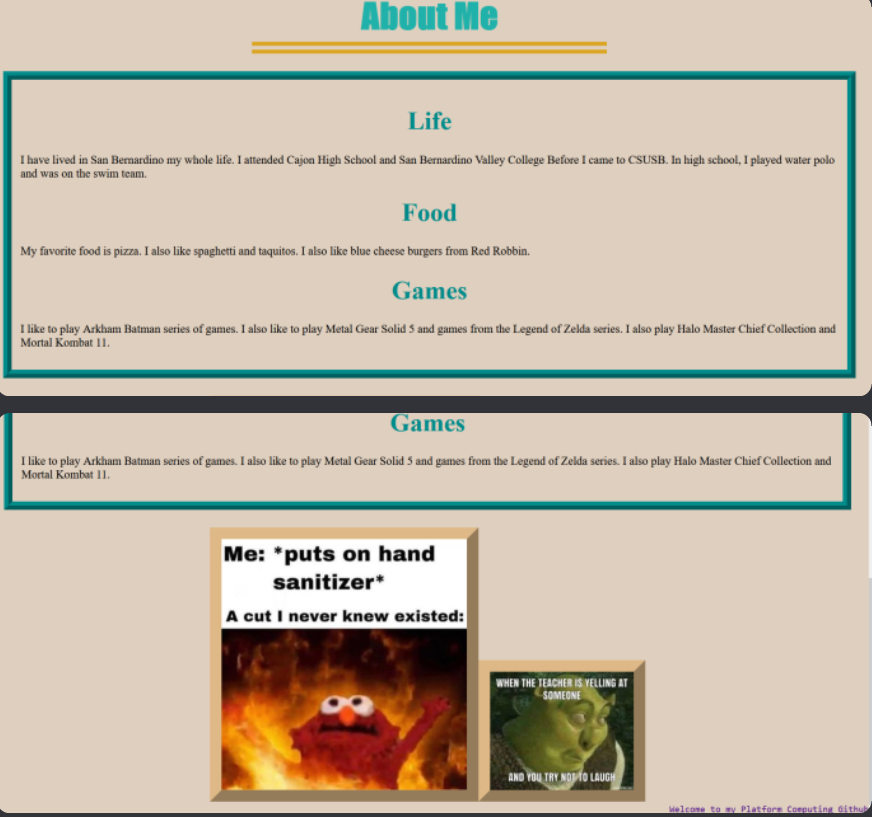 About Me
Life
I have lived in San Bernardino my whole life. I attended Cajon High School and San Bernardino Valley College Before I came to CSUSB. In high school, I played water polo
and was on the swim team.
Food
My favorite food is pizza. I also like spaghetti and taquitos. I also like blue cheese burgers from Red Robbin.
Games
I like to play Arkham Batman series of games. I also like to play Metal Gear Solid 5 and games from the Legend of Zelda series. I also play Halo Master Chief Collection and
Mortal Kombat 11.
Games
I like to play Arkham Batman series of games. I also like to play Metal Gear Solid 5 and games from the Legend of Zelda series. I also play Halo Master Chief Collection and
Mortal Kombat 11.
Me: *puts on hand
sanitizer*
A cut I never knew existed:
WHEN THE TEACHER IS YELLING AT
SOMEONE
AND YOU TRY NOT TO LAUGH
Welcome to my Platform Computing Github